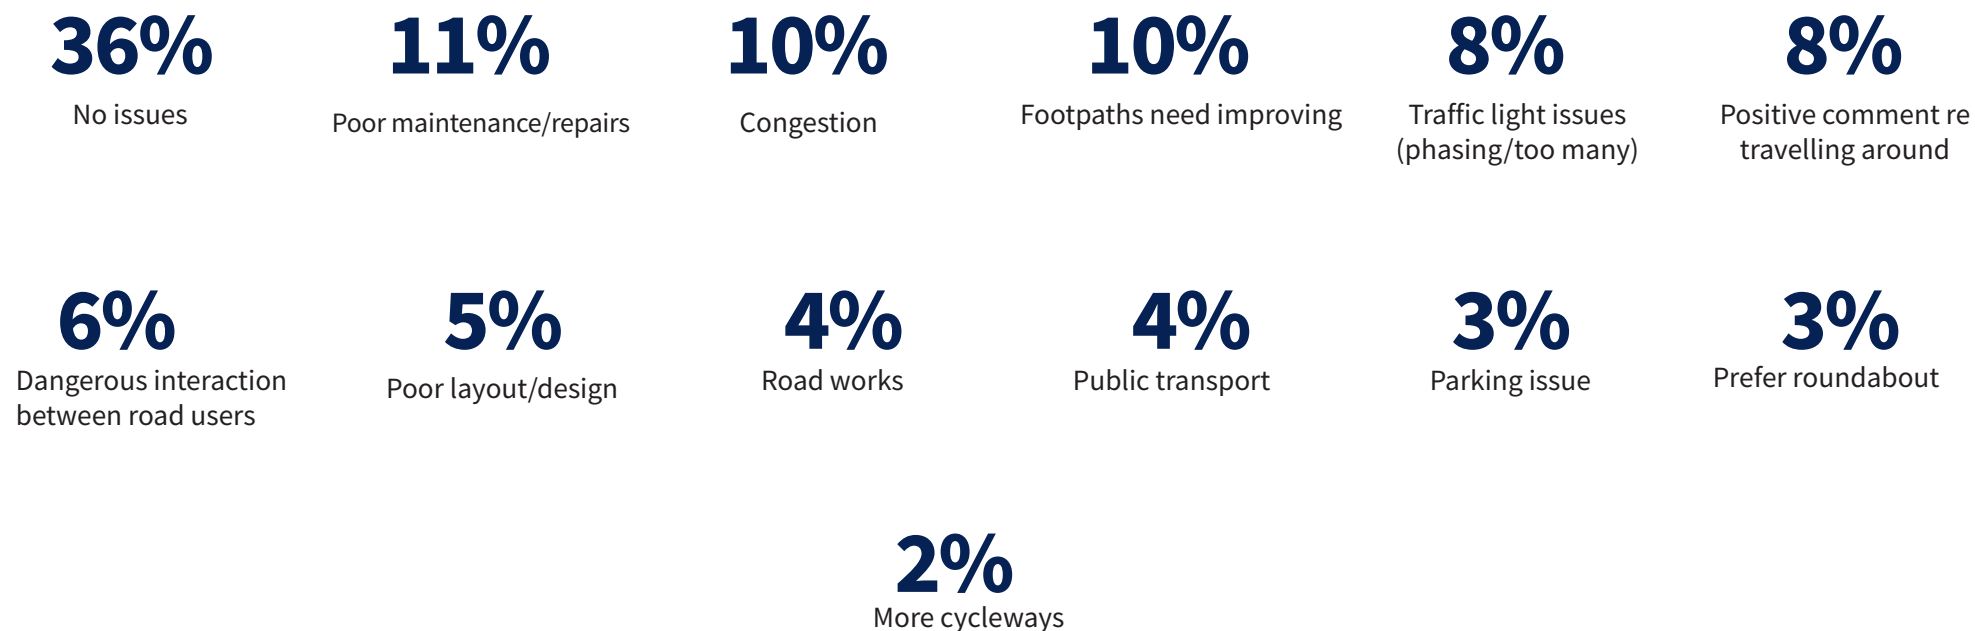 36%
No issues
11%
Poor maintenance/repairs
10%
Congestion
10%
Footpaths need improving
8%
Traffic light issues
(phasing/too many)
8%
Positive comment re
travelling around
6%
Dangerous interaction
between road users
5%
Poor layout/design
4%
Road works
4%
Public transport
3%
Parking issue
3%
Prefer roundabout
2%
More cycleways